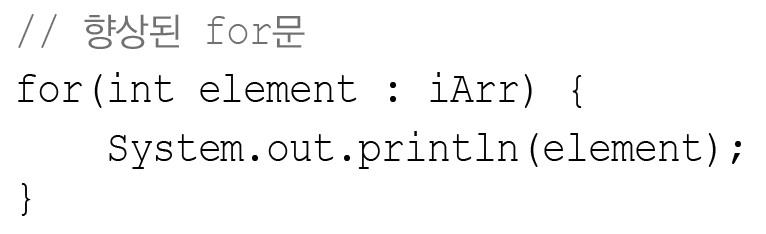 // 향상된 for문
for(int element : iArr) {
    System.out.println(element);
}